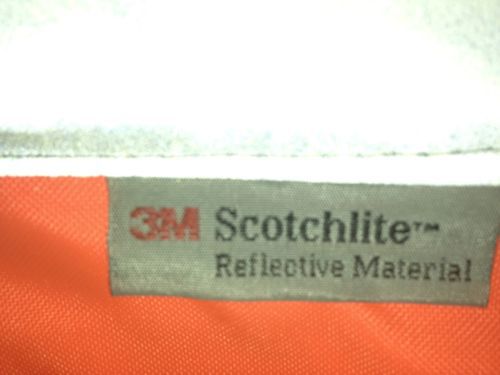 3M Scotchlite™
Reflective Material